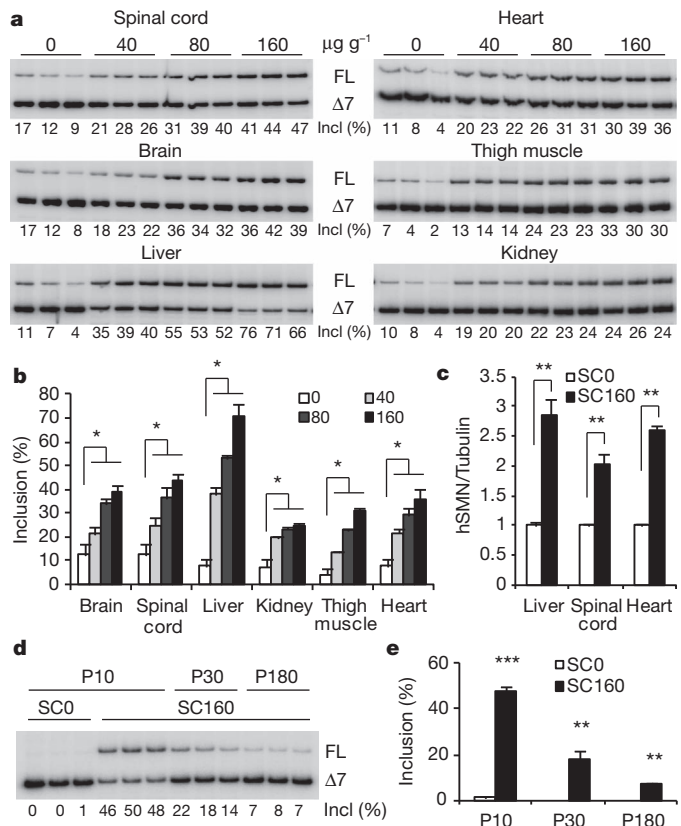 a
Spinal cord
Heart
0 40 80 160 μg g–1 0 40 80 160
FL
Δ7
17 12 9 21 28 26 31 39 40 41 44 47 Incl (%) 11 8 4 20 23 22 26 31 31 30 39 36
Brain
Thigh muscle
FL
Δ7
17 12 8 18 23 22 36 34 32 36 42 39 Incl (%) 7 4 2 13 14 14 24 23 23 33 30 30
Liver
Kidney
FL
Δ7
11 7 4 35 39 40 55 53 52 76 71 66 Incl (%) 10 8 4 19 20 20 22 23 24 24 26 24
b
Inclusion (%)
80
70
60
50
40
30
20
10
0
0 40
80 160
*
*
*
*
*
*
Brain Spinal cord Liver Kidney Thigh muscle Heart
c
hSMN/Tubulin
3.5
3
2.5
2
1.5
1
0.5
0
SC0
SC160
**
**
**
Liver Spinal cord Heart
d
P10 P30 P180
SC0 SC160
FL
Δ7
0 0 1 46 50 48 22 18 14 7 8 7 Incl (%)
e
Inclusion (%)
60
40
20
0
SC0
SC160
***
**
**
P10 P30 P180